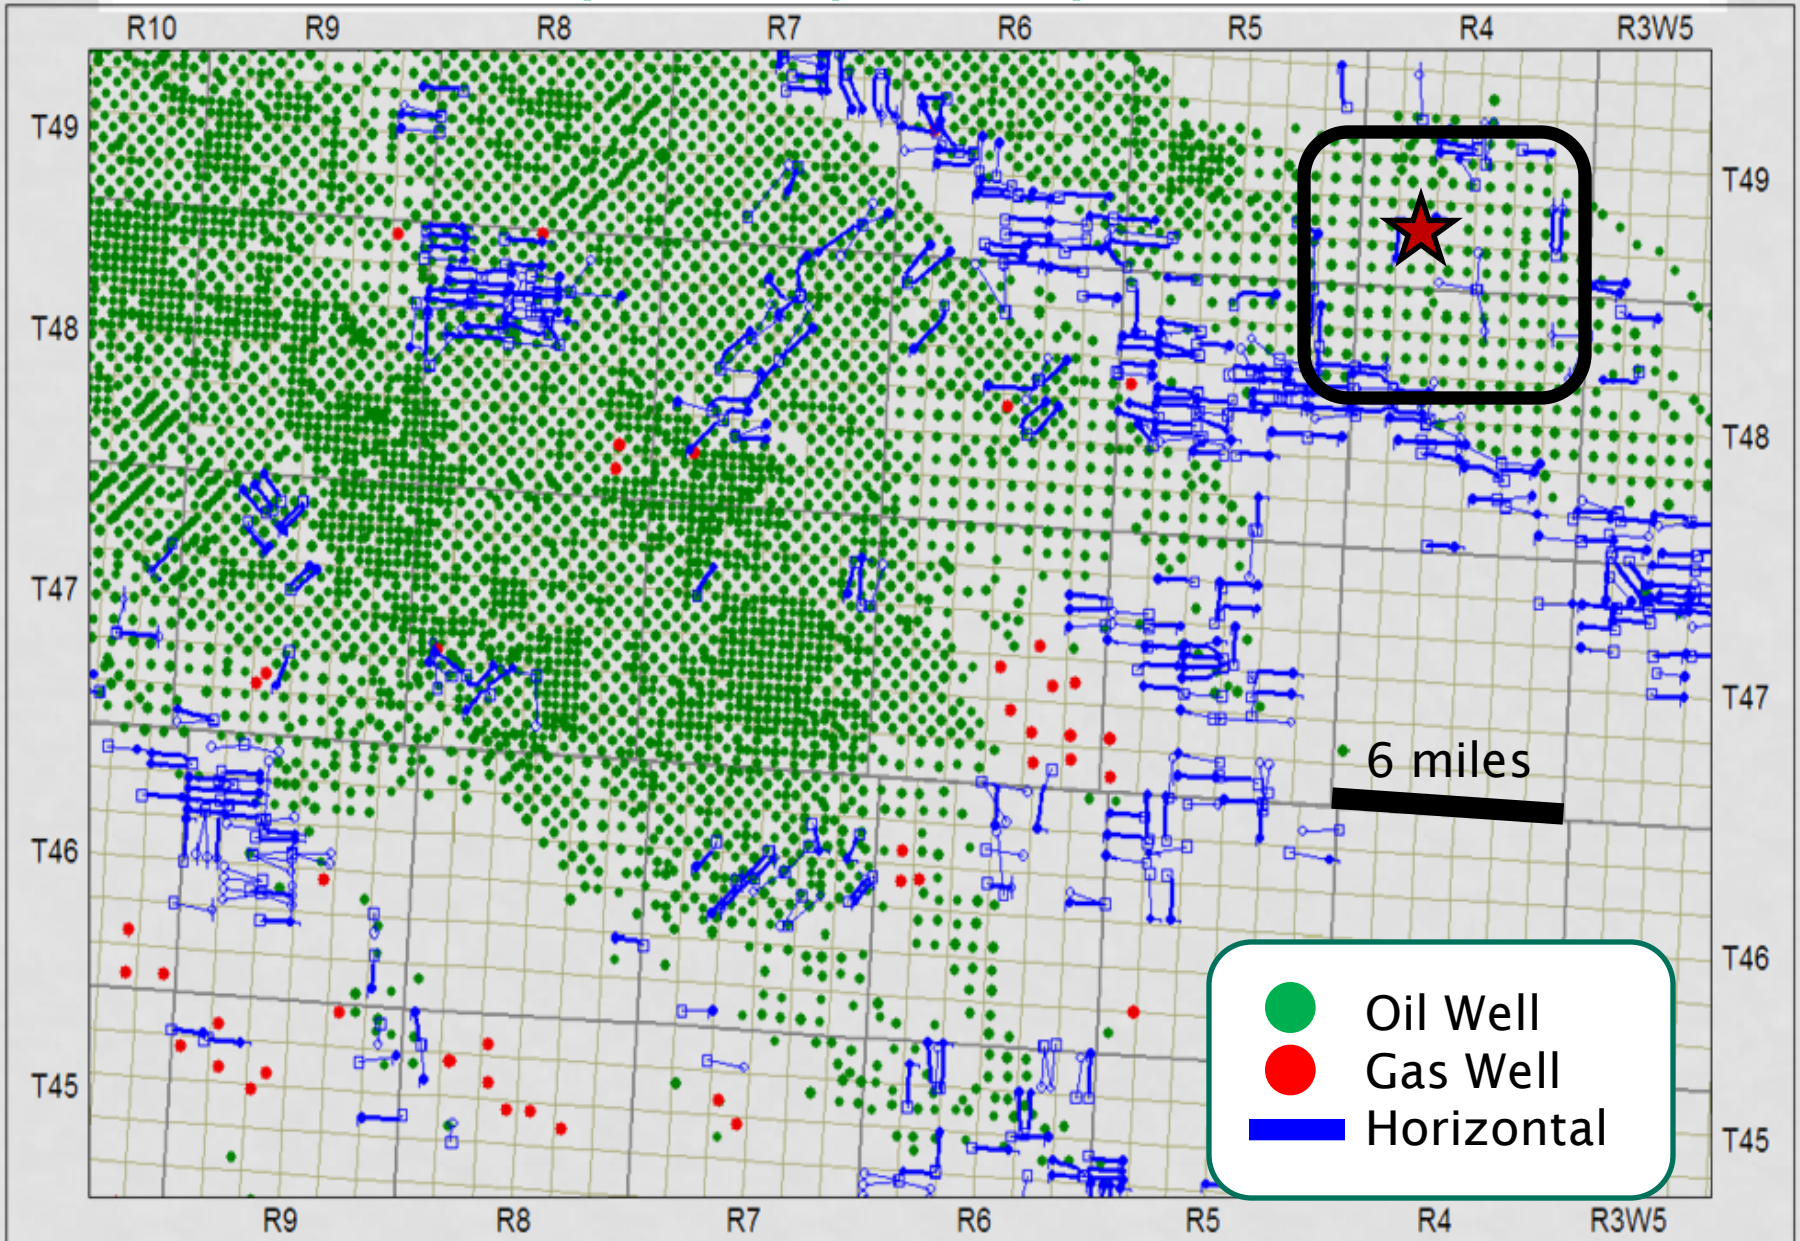 R10 R9 R8 R7 R6 R5 R4 R3W5
T49
T49
T48
T48
T47
T47
6 miles
T46
T46
Oil Well
Gas Well
Horizontal
T45
T45
R9 R8 R7 R6 R5 R4 R3W5